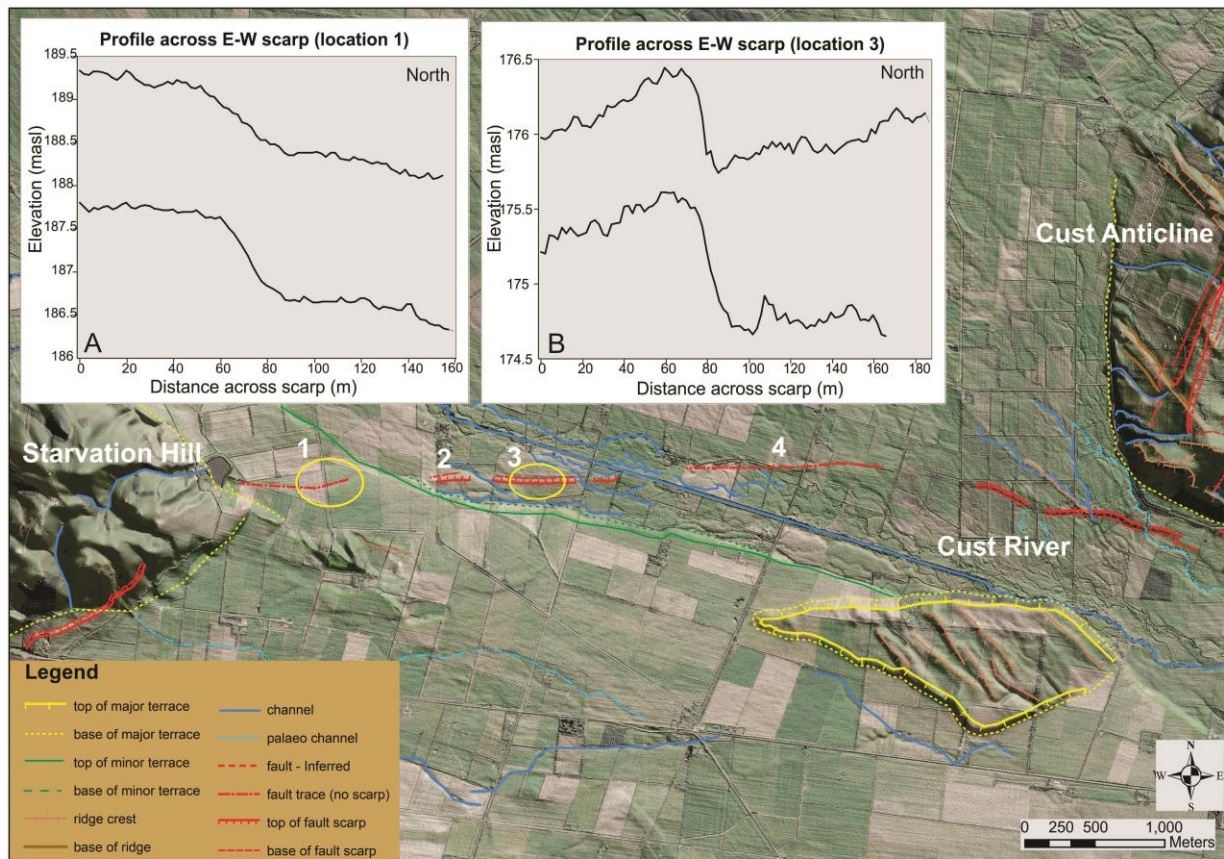 Profile across E-W scarp (location 1)
North
Elevation (masl)
189.5
189
188.5
188
187.5
187
186.5
186
A
0 20 40 60 80 100 120 140 160
Distance across scarp (m)
Profile across E-W scarp (location 3)
North
Elevation (masl)
176.5
176
175.5
175
174.5
B
0 20 40 60 80 100 120 140 160 180
Distance across scarp (m)
Cust Anticline
Starvation Hill
1
2
3
4
Cust River
Legend
top of major terrace
base of major terrace
top of minor terrace
base of minor terrace
ridge crest
base of ridge
channel
palaeo channel
fault - Inferred
fault trace (no scarp)
top of fault scarp
base of fault scarp
N
W E
S
0 250 500 1,000
Meters